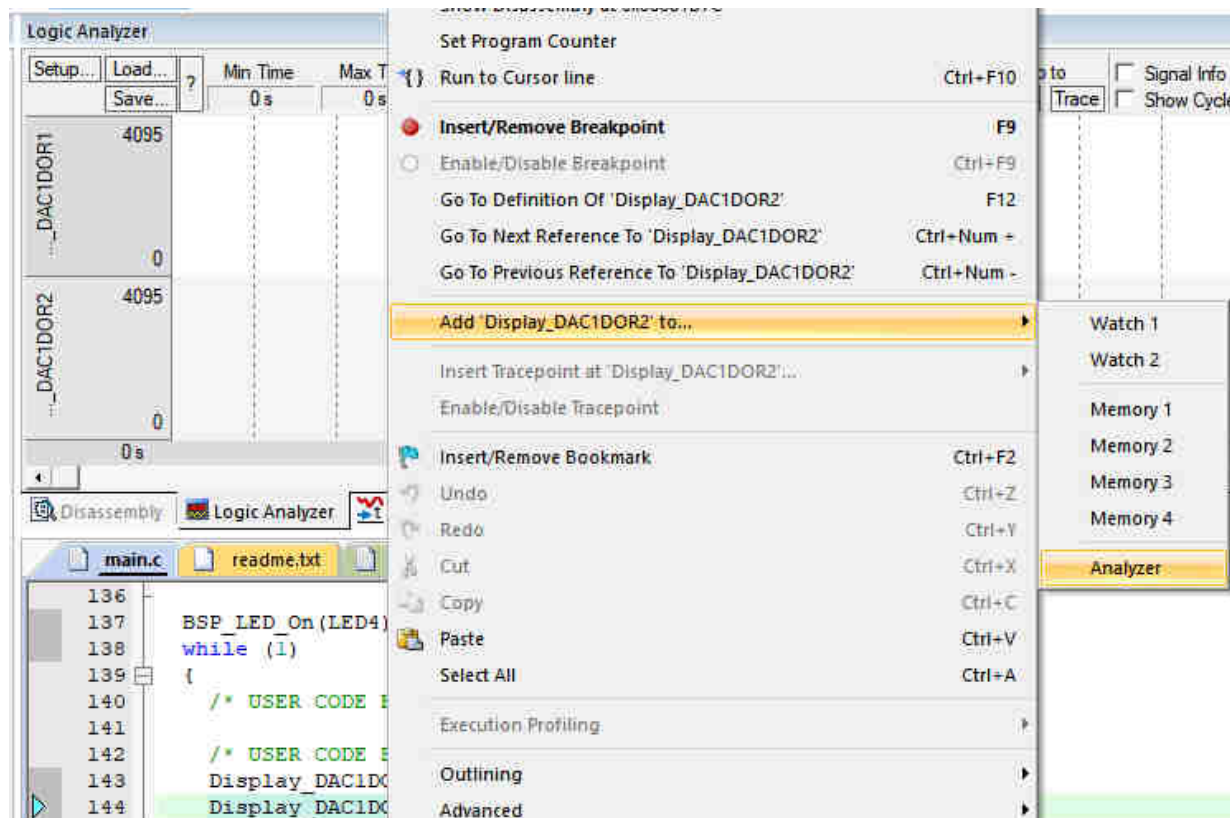 Logic Analyzer
Setup... Load... ? Min Time Max T
Save... 0 s 0 s
to Signal Info
Trace Show Cycle
4095
..._DAC1DOR1
0
4095
..._DAC1DOR2
0
0 s
Disassembly Logic Analyzer
main.c readme.txt
136
137 BSP_LED_On(LED4)
138 while (1)
139 {
140 /* USER CODE
141
142 /* USER CODE
143 Display_DAC1DO
144 Display_DAC1DO
Set Program Counter
{} Run to Cursor line Ctrl+F10
Insert/Remove Breakpoint F9
Enable/Disable Breakpoint Ctrl+F9
Go To Definition Of 'Display_DAC1DOR2' F12
Go To Next Reference To 'Display_DAC1DOR2' Ctrl+Num +
Go To Previous Reference To 'Display_DAC1DOR2' Ctrl+Num -
Add 'Display_DAC1DOR2' to...
Insert Tracepoint at 'Display_DAC1DOR2'...
Enable/Disable Tracepoint
Insert/Remove Bookmark Ctrl+F2
Undo Ctrl+Z
Redo Ctrl+Y
Cut Ctrl+X
Copy Ctrl+C
Paste Ctrl+V
Select All Ctrl+A
Execution Profiling
Outlining
Advanced
Watch 1
Watch 2
Memory 1
Memory 2
Memory 3
Memory 4
Analyzer